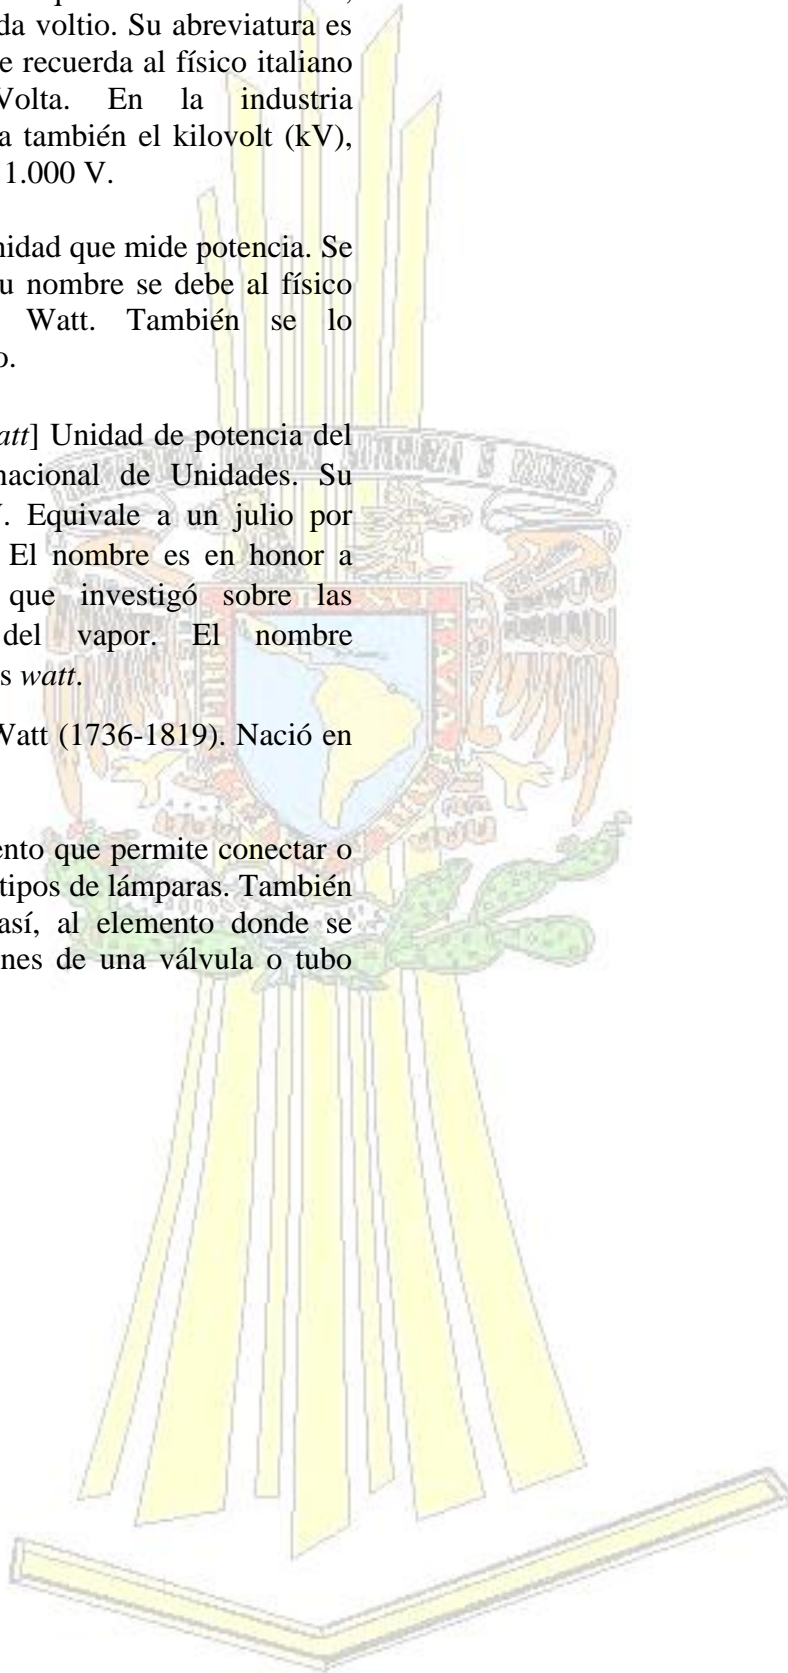 da voltio. Su abreviatura es
e recuerda al físico italiano
Volta. En la industria
a también el kilovolt (kV),
1.000 V.
nidad que mide potencia. Se
u nombre se debe al físico
Watt. También se lo
o.
att] Unidad de potencia del
nacional de Unidades. Su
. Equivale a un julio por
El nombre es en honor a
que investigó sobre las
del vapor. El nombre
s watt.
Watt (1736-1819). Nació en
ento que permite conectar o
tipos de lámparas. También
así, al elemento donde se
nes de una válvula o tubo